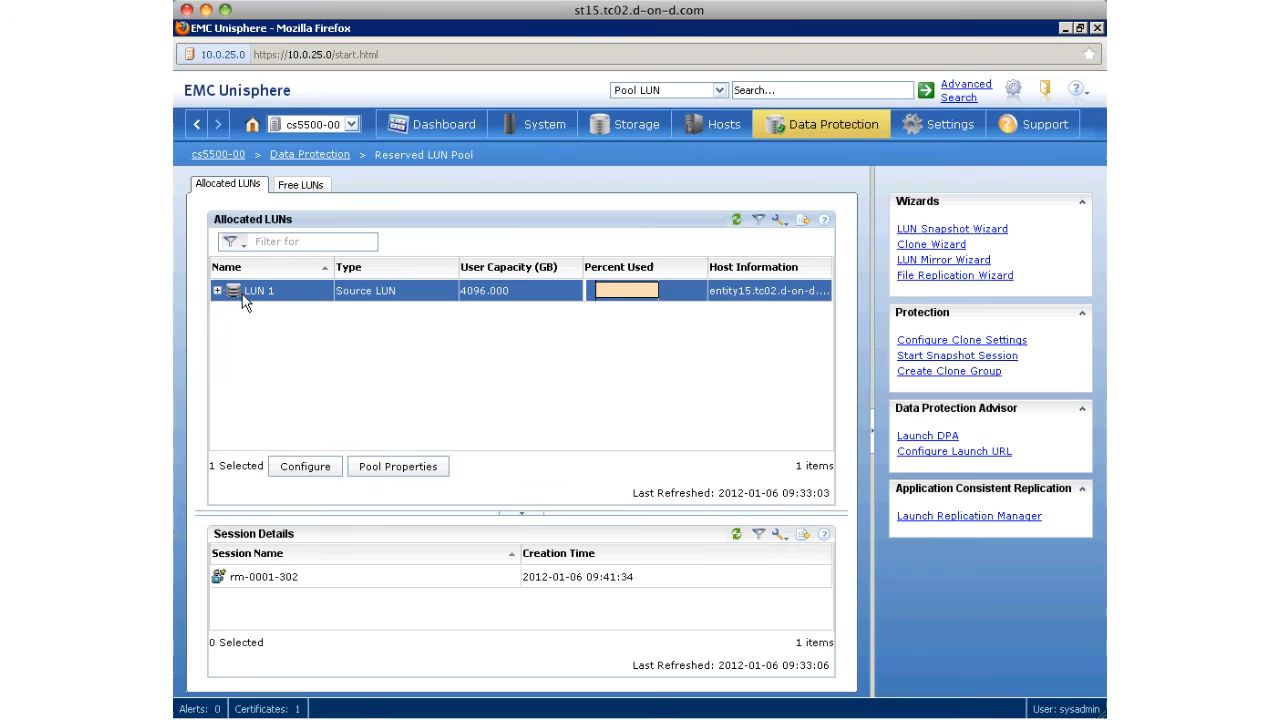 st15.tc02.d-on-d.com
EMC Unisphere - Mozilla Firefox
10.0.25.0 https://10.0.25.0/start.html
EMC Unisphere
Pool LUN Search... Advanced Search
cs5500-00 Dashboard System Storage Hosts Data Protection Settings Support
cs5500-00 > Data Protection > Reserved LUN Pool
Allocated LUNs Free LUNs
Allocated LUNs
Filter for
Name Type User Capacity (GB) Percent Used Host Information
LUN 1 Source LUN 4096.000 entity15.tc02.d-on-d....
1 Selected Configure Pool Properties 1 items
Last Refreshed: 2012-01-06 09:33:03
Session Details
Session Name Creation Time
rm-0001-302 2012-01-06 09:41:34
0 Selected 1 items
Last Refreshed: 2012-01-06 09:33:06
Wizards
LUN Snapshot Wizard
Clone Wizard
LUN Mirror Wizard
File Replication Wizard
Protection
Configure Clone Settings
Start Snapshot Session
Create Clone Group
Data Protection Advisor
Launch DPA
Configure Launch URL
Application Consistent Replication
Launch Replication Manager
Alerts: 0 Certificates: 1 User: sysadmin